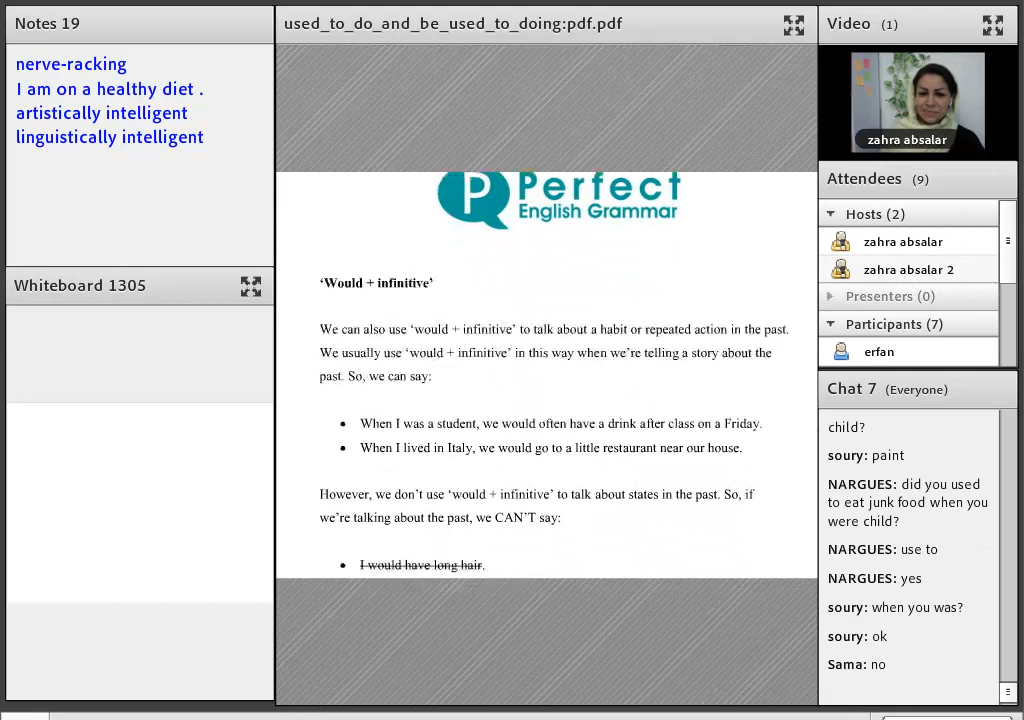 Notes 19
nerve-racking
I am on a healthy diet .
artistically intelligent
linguistically intelligent
Whiteboard 1305
used_to_do_and_be_used_to_doing:pdf.pdf
Perfect
English Grammar
‘Would + infinitive’
We can also use ‘would + infinitive’ to talk about a habit or repeated action in the past.
We usually use ‘would + infinitive’ in this way when we’re telling a story about the
past. So, we can say:
• When I was a student, we would often have a drink after class on a Friday.
• When I lived in Italy, we would go to a little restaurant near our house.
However, we don’t use ‘would + infinitive’ to talk about states in the past. So, if
we’re talking about the past, we CAN’T say:
• I would have long hair.
Video (1)
zahra absalar
Attendees (9)
Hosts (2)
zahra absalar
zahra absalar 2
Presenters (0)
Participants (7)
erfan
Chat 7 (Everyone)
child?
soury: paint
NARGUES: did you used
to eat junk food when you
were child?
NARGUES: use to
NARGUES: yes
soury: when you was?
soury: ok
Sama: no